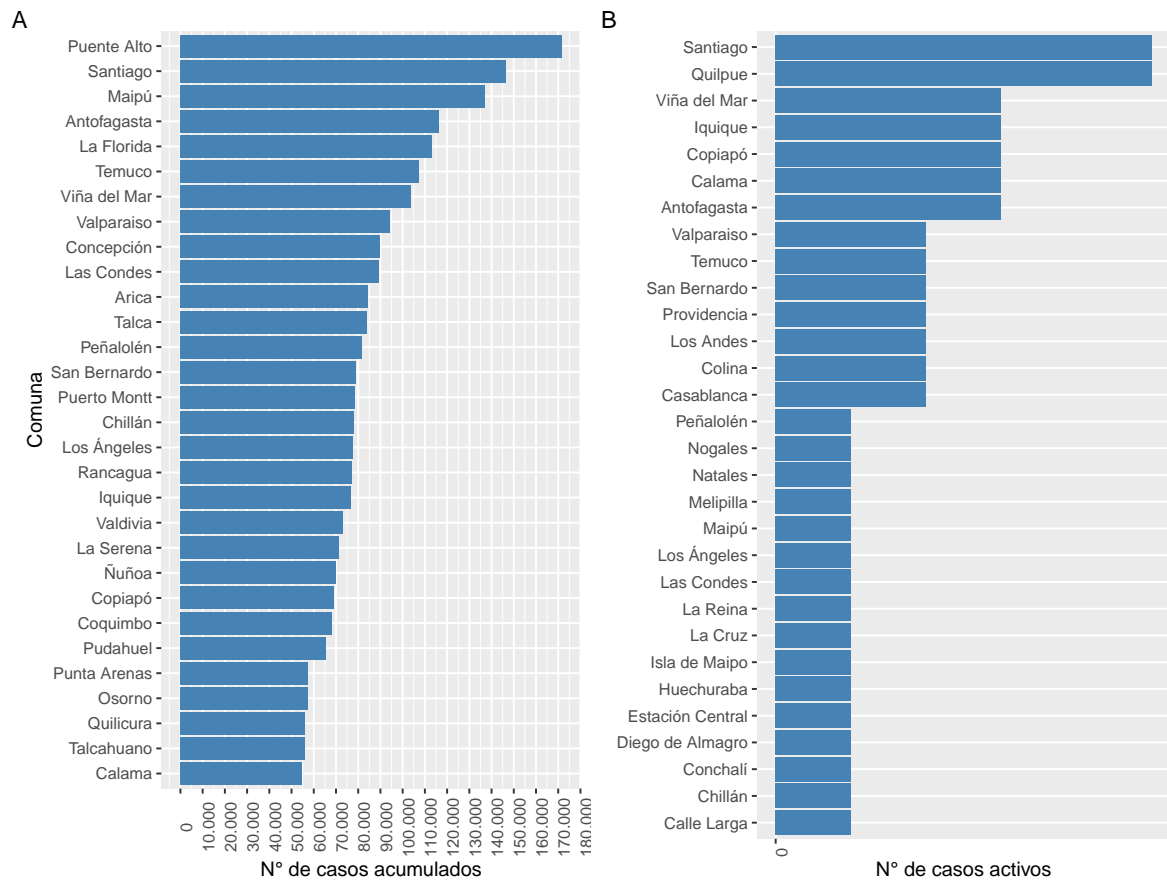 A
Comuna
Puente Alto
Santiago
Maipú
Antofagasta
La Florida
Temuco
Viña del Mar
Valparaiso
Concepción
Las Condes
Arica
Talca
Peñalolén
San Bernardo
Puerto Montt
Chillán
Los Ángeles
Rancagua
Iquique
Valdivia
La Serena
Ñuñoa
Copiapó
Coquimbo
Pudahuel
Punta Arenas
Osorno
Quilicura
Talcahuano
Calama
0
10.000
20.000
30.000
40.000
50.000
60.000
70.000
80.000
90.000
100.000
110.000
120.000
130.000
140.000
150.000
160.000
170.000
180.000
N° de casos acumulados
B
Santiago
Quilpue
Viña del Mar
Iquique
Copiapó
Calama
Antofagasta
Valparaiso
Temuco
San Bernardo
Providencia
Los Andes
Colina
Casablanca
Peñalolén
Nogales
Natales
Melipilla
Maipú
Los Ángeles
Las Condes
La Reina
La Cruz
Isla de Maipo
Huechuraba
Estación Central
Diego de Almagro
Conchalí
Chillán
Calle Larga
0
N° de casos activos